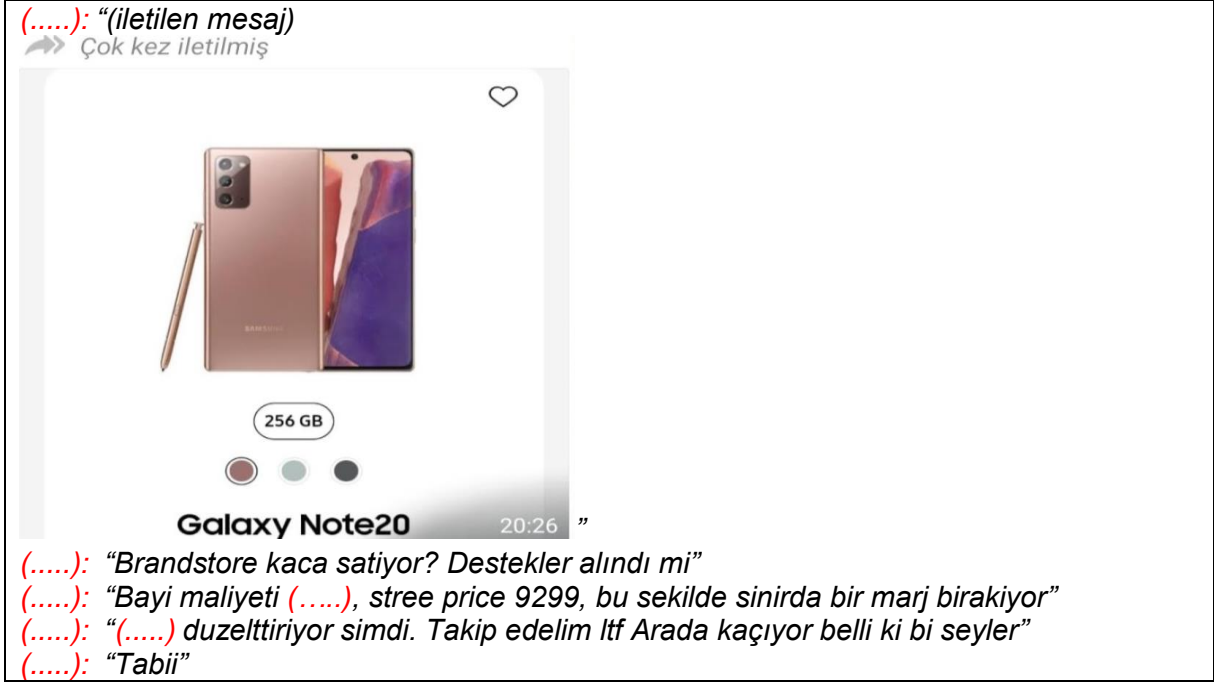 (.....): “(iletilen mesaj)
Çok kez iletilmiş
SAMSUNG
256 GB
Galaxy Note20
20:26 ”
(.....): “Brandstore kaca satiyor? Destekler alındı mi”
(.....): “Bayi maliyeti (.....), stree price 9299, bu sekilde sinirda bir marj birakiyor”
(.....): “(.....) duzelttiriyor simdi. Takip edelim ltf Arada kaçıyor belli ki bi seyler”
(.....): “Tabii”